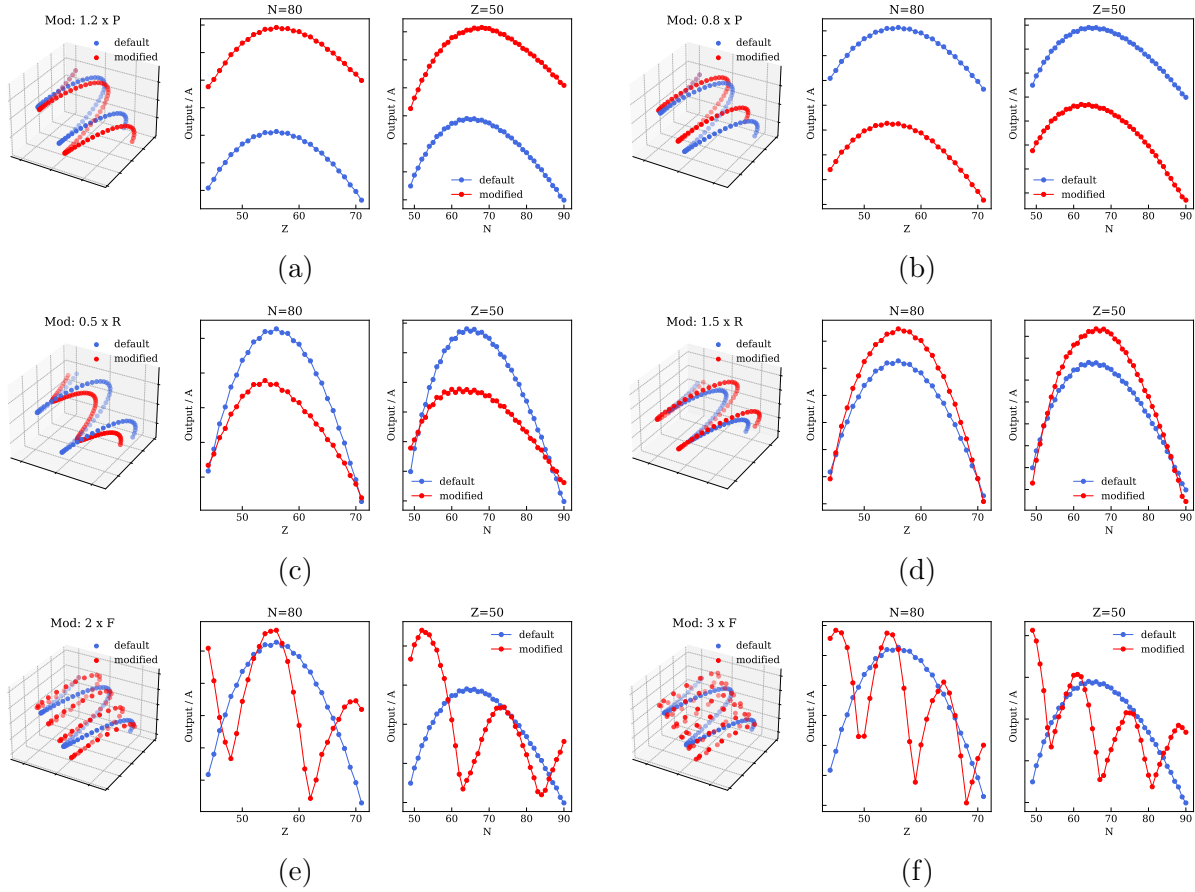 Mod: 1.2 x P
default
modified
N=80
Output / A
50
60
70
Z
Z=50
Output / A
default
modified
50
60
70
80
90
N
(a)
Mod: 0.8 x P
default
modified
N=80
Output / A
50
60
70
Z
Z=50
Output / A
default
modified
50
60
70
80
90
N
(b)
Mod: 0.5 x R
default
modified
N=80
Output / A
50
60
70
Z
Z=50
Output / A
default
modified
50
60
70
80
90
N
(c)
Mod: 1.5 x R
default
modified
N=80
Output / A
50
60
70
Z
Z=50
Output / A
default
modified
50
60
70
80
90
N
(d)
Mod: 2 x F
default
modified
N=80
Output / A
50
60
70
Z
Z=50
Output / A
default
modified
50
60
70
80
90
N
(e)
Mod: 3 x F
default
modified
N=80
Output / A
50
60
70
Z
Z=50
Output / A
default
modified
50
60
70
80
90
N
(f)